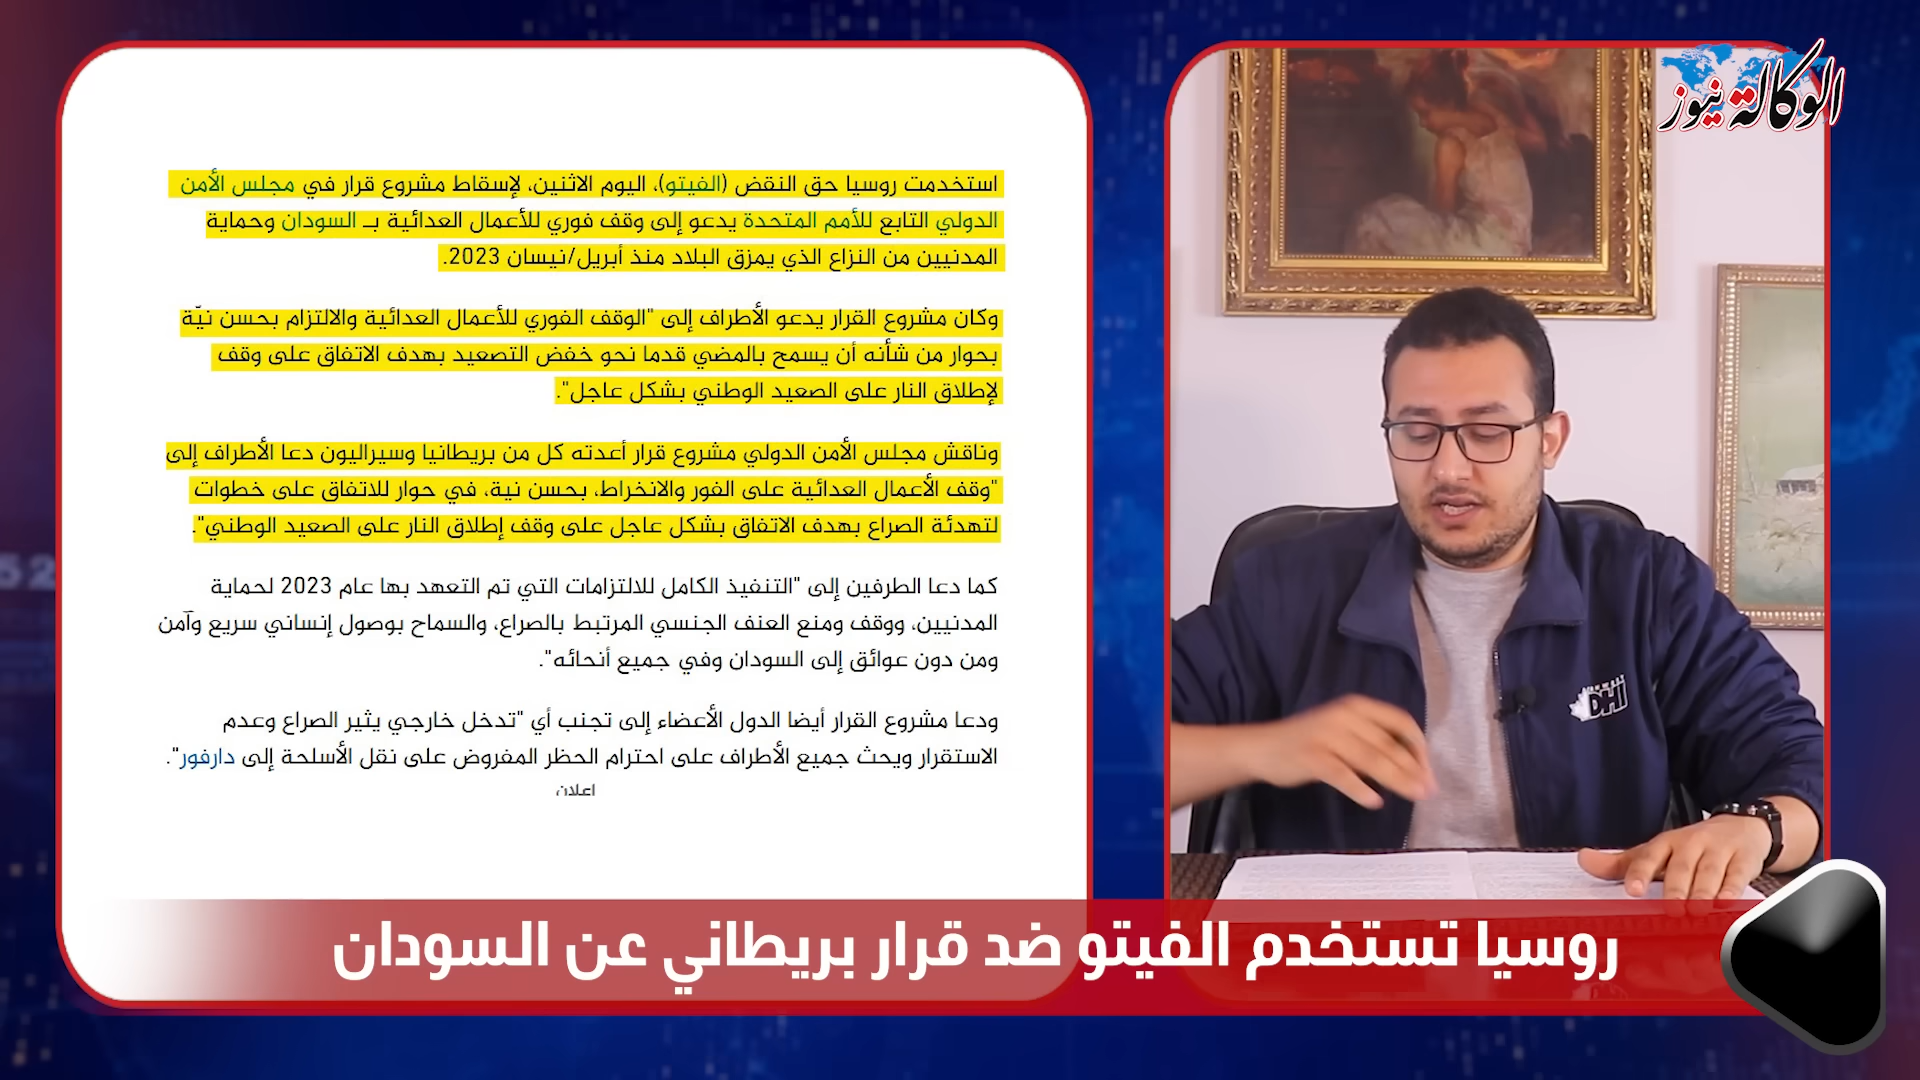 الوكالة نيوز
استخدمت روسيا حق النقض (الفيتو)، اليوم الاثنين، لإسقاط مشروع قرار في مجلس الأمن
الدولي التابع للأمم المتحدة يدعو إلى وقف فوري للأعمال العدائية بـ السودان وحماية
المدنيين من النزاع الذي يمزق البلاد منذ أبريل/نيسان 2023.
وكان مشروع القرار يدعو الأطراف إلى "الوقف الفوري للأعمال العدائية والالتزام بحسن نيّة
بحوار من شأنه أن يسمح بالمضي قدما نحو خفض التصعيد بهدف الاتفاق على وقف
لإطلاق النار على الصعيد الوطني بشكل عاجل".
وناقش مجلس الأمن الدولي مشروع قرار أعدته كل من بريطانيا وسيراليون دعا الأطراف إلى
"وقف الأعمال العدائية على الفور والانخراط، بحسن نية، في حوار للاتفاق على خطوات
لتهدئة الصراع بهدف الاتفاق بشكل عاجل على وقف إطلاق النار على الصعيد الوطني".
كما دعا الطرفين إلى "التنفيذ الكامل للالتزامات التي تم التعهد بها عام 2023 لحماية
المدنيين، ووقف ومنع العنف الجنسي المرتبط بالصراع، والسماح بوصول إنساني سريع وآمن
ومن دون عوائق إلى السودان وفي جميع أنحائه".
ودعا مشروع القرار أيضا الدول الأعضاء إلى تجنب أي "تدخل خارجي يثير الصراع وعدم
الاستقرار ويحث جميع الأطراف على احترام الحظر المفروض على نقل الأسلحة إلى دارفور".
اعلان
52
DHI
روسيا تستخدم الفيتو ضد قرار بريطاني عن السودان